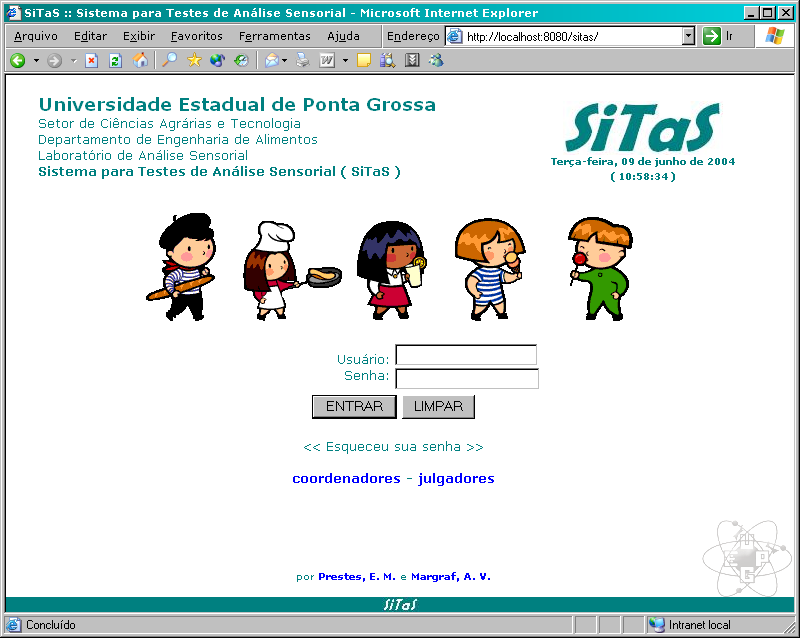 SiTaS :: Sistema para Testes de Análise Sensorial - Microsoft Internet Explorer
Arquivo Editar Exibir Favoritos Ferramentas Ajuda Endereço http://localhost:8080/sitas/ Ir
Universidade Estadual de Ponta Grossa
Setor de Ciências Agrárias e Tecnologia
Departamento de Engenharia de Alimentos
Laboratório de Análise Sensorial
Sistema para Testes de Análise Sensorial ( SiTaS )
SiTaS
Terça-feira, 09 de junho de 2004
( 10:58:34 )
Usuário:
Senha:
ENTRAR LIMPAR
<< Esqueceu sua senha >>
coordenadores - julgadores
UEPG
por Prestes, E. M. e Margraf, A. V.
SiTaS
Concluído Intranet local